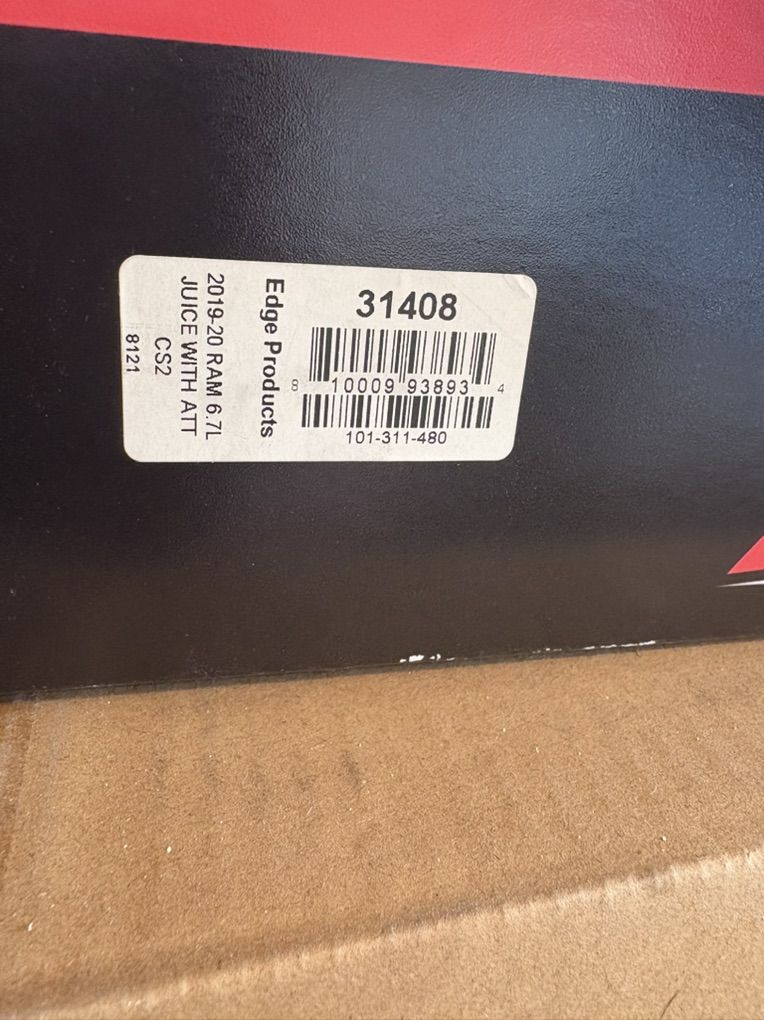 31408
8 10009 93893 4
101-311-480
Edge Products
2019-20 RAM 6.7L
JUICE WITH ATT
CS2
8121